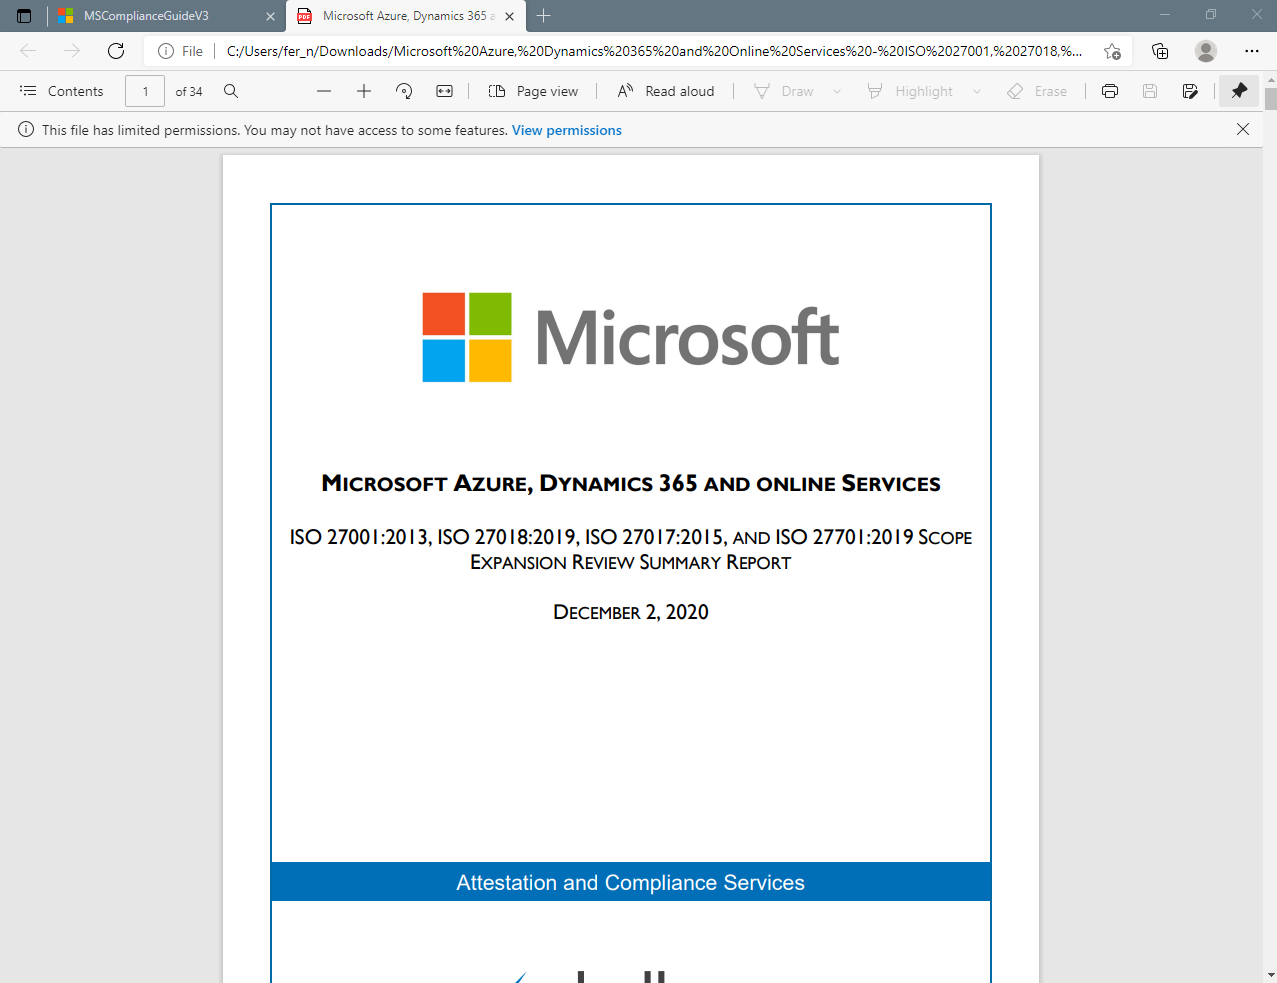 MSComplianceGuideV3
Microsoft Azure, Dynamics 365 a
File
C:/Users/fer_n/Downloads/Microsoft%20Azure,%20Dynamics%20365%20and%20Online%20Services%20-%20ISO%2027001,%2027018,%...
Contents
1
of 34
Page view
Read aloud
Draw
Highlight
Erase
This file has limited permissions. You may not have access to some features. View permissions
Microsoft
MICROSOFT AZURE, DYNAMICS 365 AND ONLINE SERVICES
ISO 27001:2013, ISO 27018:2019, ISO 27017:2015, AND ISO 27701:2019 SCOPE
EXPANSION REVIEW SUMMARY REPORT
DECEMBER 2, 2020
Attestation and Compliance Services